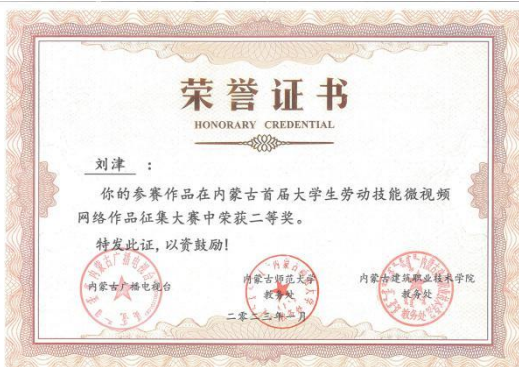 荣誉证书
HONORARY CREDENTIAL
刘津 :
你的参赛作品在内蒙古首届大学生劳动技能微视频
网络作品征集大赛中荣获二等奖。
特发此证,以资鼓励!
内蒙古广播电视台
内蒙古师范大学
教务处
内蒙古建筑职业技术学院
教务处
二零二三年一月